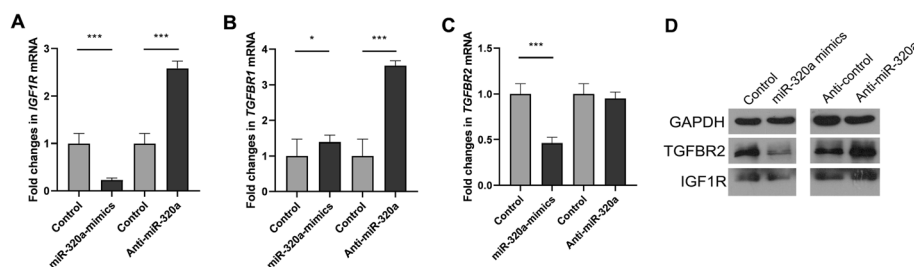 A
Fold changes in IGF1R mRNA
3
2
1
0
***
***
Control
miR-320a-mimics
Control
Anti-miR-320a
B
Fold changes in TGFBR1 mRNA
4
3
2
1
0
*
***
Control
miR-320a-mimics
Control
Anti-miR-320a
C
Fold changes in TGFBR2 mRNA
1.5
1.0
0.5
0.0
***
Control
miR-320a mimics
Control
Anti-miR-320a
D
Control
miR-320a mimics
Anti-control
Anti-miR-320a
GAPDH
TGFBR2
IGF1R